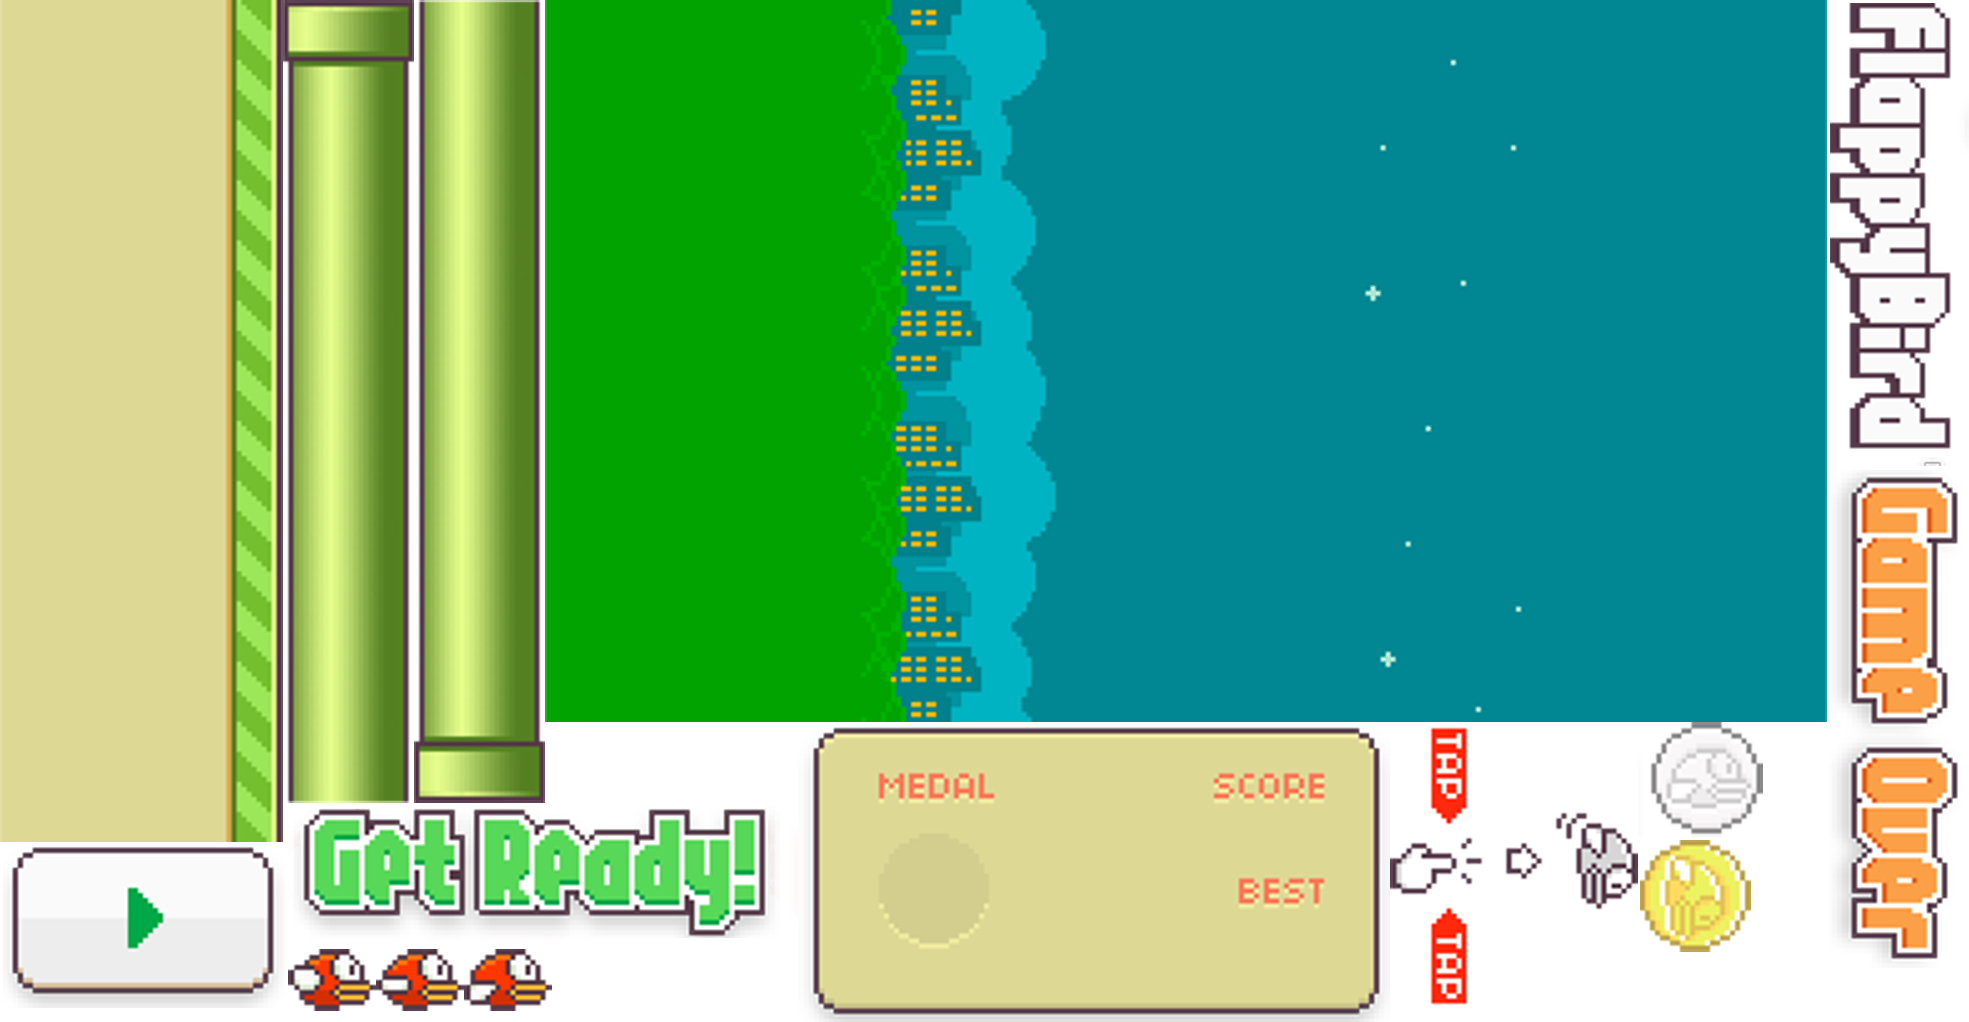 FlappyBird
Game Over
Get Ready!
MEDAL
SCORE
BEST
TAP
TAP